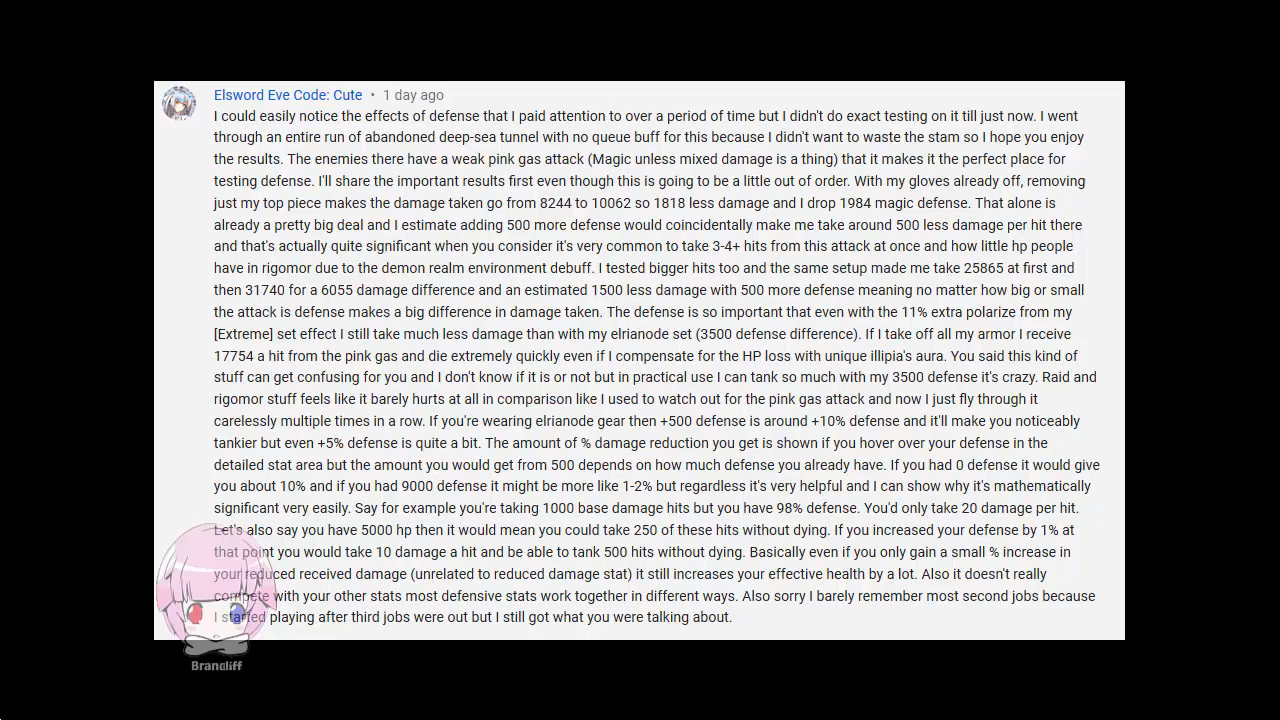 Elsword Eve Code: Cute • 1 day ago
I could easily notice the effects of defense that I paid attention to over a period of time but I didn't do exact testing on it till just now. I went
through an entire run of abandoned deep-sea tunnel with no queue buff for this because I didn't want to waste the stam so I hope you enjoy
the results. The enemies there have a weak pink gas attack (Magic unless mixed damage is a thing) that it makes it the perfect place for
testing defense. I'll share the important results first even though this is going to be a little out of order. With my gloves already off, removing
just my top piece makes the damage taken go from 8244 to 10062 so 1818 less damage and I drop 1984 magic defense. That alone is
already a pretty big deal and I estimate adding 500 more defense would coincidentally make me take around 500 less damage per hit there
and that's actually quite significant when you consider it's very common to take 3-4+ hits from this attack at once and how little hp people
have in rigomor due to the demon realm environment debuff. I tested bigger hits too and the same setup made me take 25865 at first and
then 31740 for a 6055 damage difference and an estimated 1500 less damage with 500 more defense meaning no matter how big or small
the attack is defense makes a big difference in damage taken. The defense is so important that even with the 11% extra polarize from my
[Extreme] set effect I still take much less damage than with my elrianode set (3500 defense difference). If I take off all my armor I receive
17754 a hit from the pink gas and die extremely quickly even if I compensate for the HP loss with unique illipia's aura. You said this kind of
stuff can get confusing for you and I don't know if it is or not but in practical use I can tank so much with my 3500 defense it's crazy. Raid and
rigomor stuff feels like it barely hurts at all in comparison like I used to watch out for the pink gas attack and now I just fly through it
carelessly multiple times in a row. If you're wearing elrianode gear then +500 defense is around +10% defense and it'll make you noticeably
tankier but even +5% defense is quite a bit. The amount of % damage reduction you get is shown if you hover over your defense in the
detailed stat area but the amount you would get from 500 depends on how much defense you already have. If you had 0 defense it would give
you about 10% and if you had 9000 defense it might be more like 1-2% but regardless it's very helpful and I can show why it's mathematically
significant very easily. Say for example you're taking 1000 base damage hits but you have 98% defense. You'd only take 20 damage per hit.
Let's also say you have 5000 hp then it would mean you could take 250 of these hits without dying. If you increased your defense by 1% at
that point you would take 10 damage a hit and be able to tank 500 hits without dying. Basically even if you only gain a small % increase in
your reduced received damage (unrelated to reduced damage stat) it still increases your effective health by a lot. Also it doesn't really
compete with your other stats most defensive stats work together in different ways. Also sorry I barely remember most second jobs because
I started playing after third jobs were out but I still got what you were talking about.
Brancliff